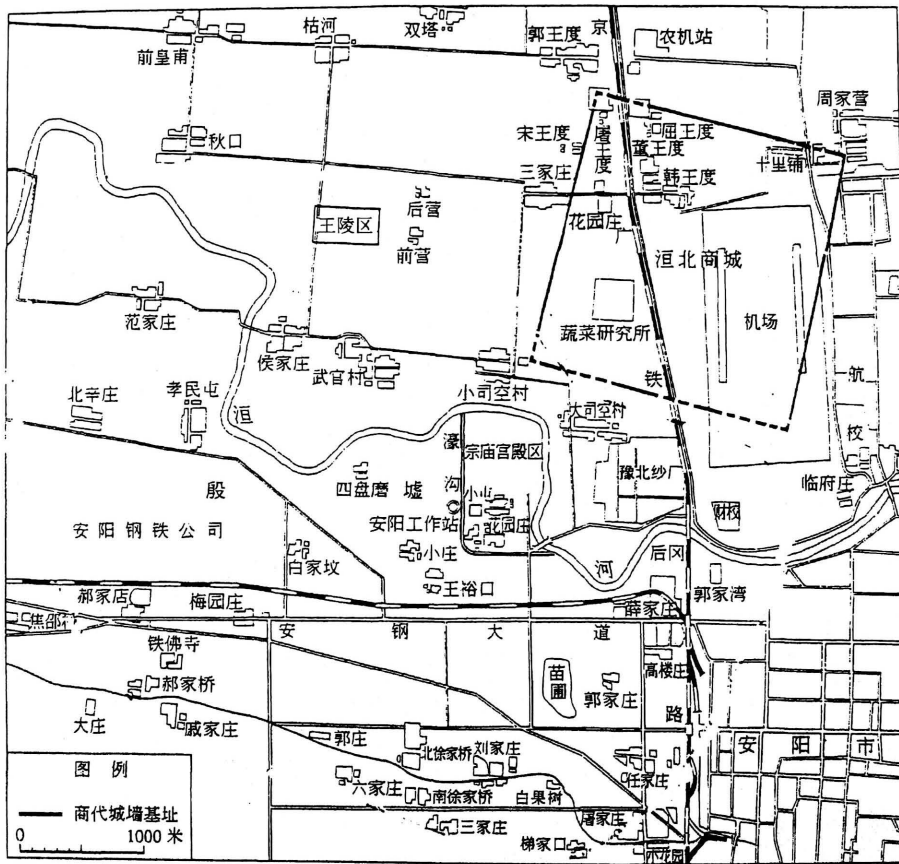 枯河
双塔
郭王度
京
农机站
前皇甫
周家营
秋口
宋王度
屠王度
屈王度
董王度
十里铺
三家庄
韩王度
后营
王陵区
花园庄
前营
洹北商城
范家庄
蔬菜研究所
机场
侯家庄
武官村
铁
航
小司空村
北辛庄
孝民屯
洹
大司空村
校
濠
宗庙宫殿区
沟
殷
四盘磨
墟
豫北纱厂
临府庄
小屯
安阳钢铁公司
安阳工作站
花园庄
后冈
白家坟
小庄
河
王裕口
郭家湾
郝家店
梅园庄
薛家庄
安钢大道
铁佛寺
苗圃
高楼庄
郝家桥
郭家庄
大庄
戚家庄
路
郭庄
北徐家桥
刘家庄
安阳市
图例
六家庄
南徐家桥
白果树
任家庄
商代城墙基址
三家庄
屠家庄
0
1000 米
梯家口